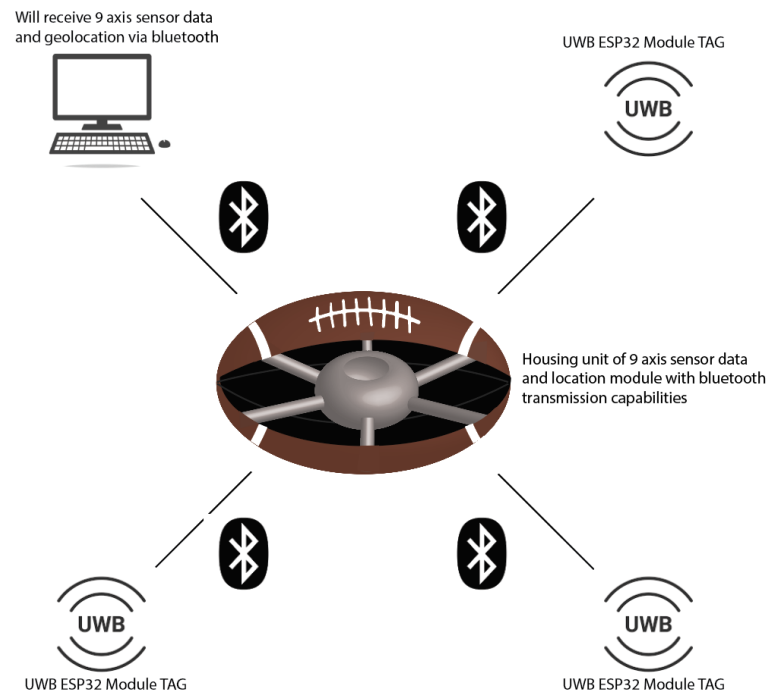 Will receive 9 axis sensor data
and geolocation via bluetooth
UWB ESP32 Module TAG
UWB
Housing unit of 9 axis sensor data
and location module with bluetooth
transmission capabilities
UWB
UWB ESP32 Module TAG
UWB
UWB ESP32 Module TAG